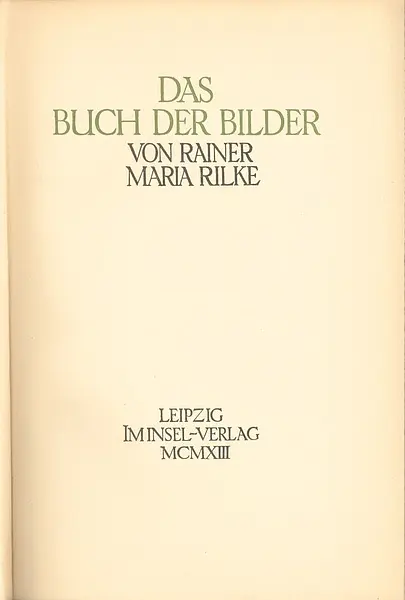 DAS
BUCH DER BILDER
VON RAINER
MARIA RILKE
LEIPZIG
IM INSEL-VERLAG
MCMXIII